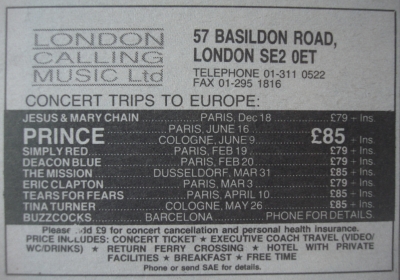 LONDON
CALLING
MUSIC Ltd
57 BASILDON ROAD,
LONDON SE2 0ET
TELEPHONE 01-311 0522
FAX 01-295 1816
CONCERT TRIPS TO EUROPE:
JESUS & MARY CHAIN PARIS, Dec 18 £79 + Ins.
PRINCE PARIS, JUNE 16
COLOGNE, JUNE 9 £85 + Ins.
SIMPLY RED PARIS, FEB 19 £79 + Ins.
DEACON BLUE PARIS, FEB 20 £79 + Ins.
THE MISSION DUSSELDORF, MAR 31 £85 + Ins.
ERIC CLAPTON PARIS, MAR 3 £79 + Ins.
TEARS FOR FEARS PARIS, APRIL 10 £85 + Ins.
TINA TURNER COLOGNE, MAY 26 £85 + Ins.
BUZZCOCKS BARCELONA PHONE FOR DETAILS
Please add £9 for concert cancellation and personal health insurance.
PRICE INCLUDES: CONCERT TICKET ★ EXECUTIVE COACH TRAVEL (VIDEO/
WC/DRINKS) ★ RETURN FERRY CROSSING ★ HOTEL WITH PRIVATE
FACILITIES ★ BREAKFAST ★ FREE TIME
Phone or send SAE for details.